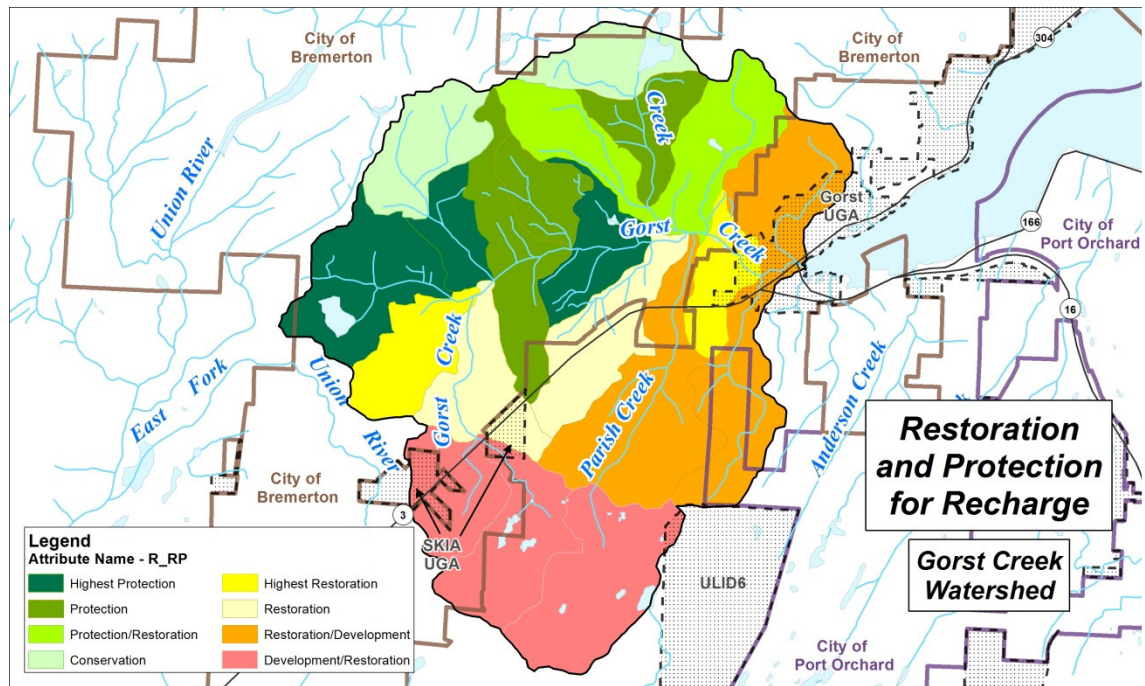 City of
Bremerton
City of
Bremerton
304
Union River
Creek
Gorst
UGA
166
City of
Port Orchard
Gorst
Creek
16
Creek
East Fork
Union
River
Gorst
Parish Creek
Anderson Creek
City of
Bremerton
3
SKIA
UGA
ULID6
City of
Port Orchard
Restoration
and Protection
for Recharge
Gorst Creek
Watershed
Legend
Attribute Name - R_RP
Highest Protection
Protection
Protection/Restoration
Conservation
Highest Restoration
Restoration
Restoration/Development
Development/Restoration